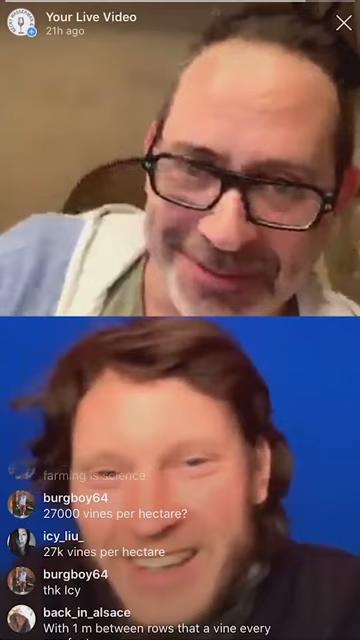 Your Live Video
21h ago
farming is science
burgboy64
27000 vines per hectare?
icy_liu_
27k vines per hectare
burgboy64
thk Icy
back_in_alsace
With 1 m between rows that a vine every